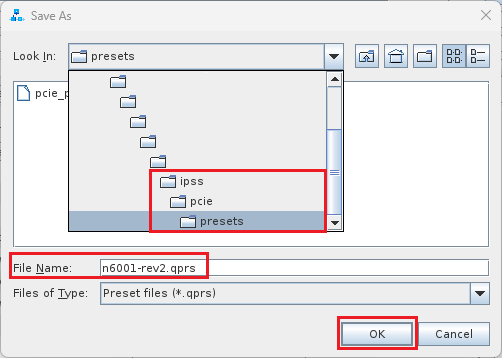 Save As
Look In:
presets
pcie_p
ipss
pcie
presets
File Name:
n6001-rev2.qprs
Files of Type:
Preset files (*.qprs)
OK
Cancel